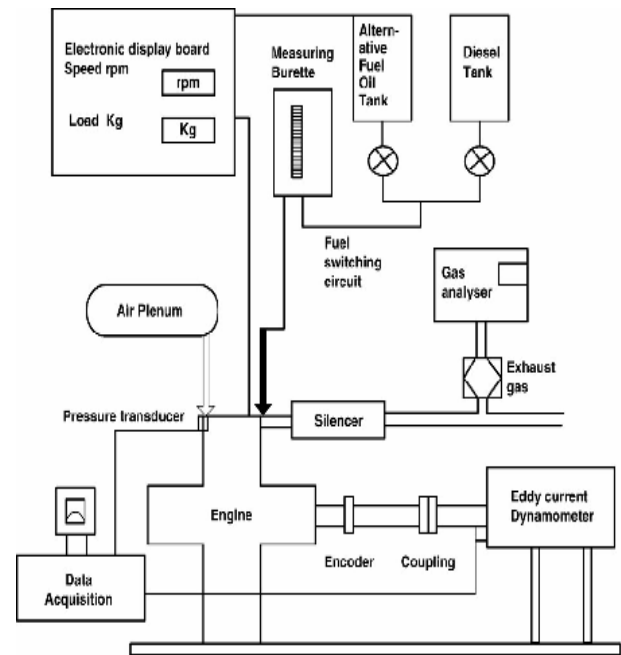 Electronic display board
Speed rpm
rpm
Load Kg
Kg
Measuring
Burette
Altern-
ative
Fuel
Oil
Tank
Diesel
Tank
Fuel
switching
circuit
Gas
analyser
Air Plenum
Exhaust
gas
Pressure transducer
Silencer
Engine
Eddy current
Dynamometer
Encoder
Coupling
Data
Acquisition